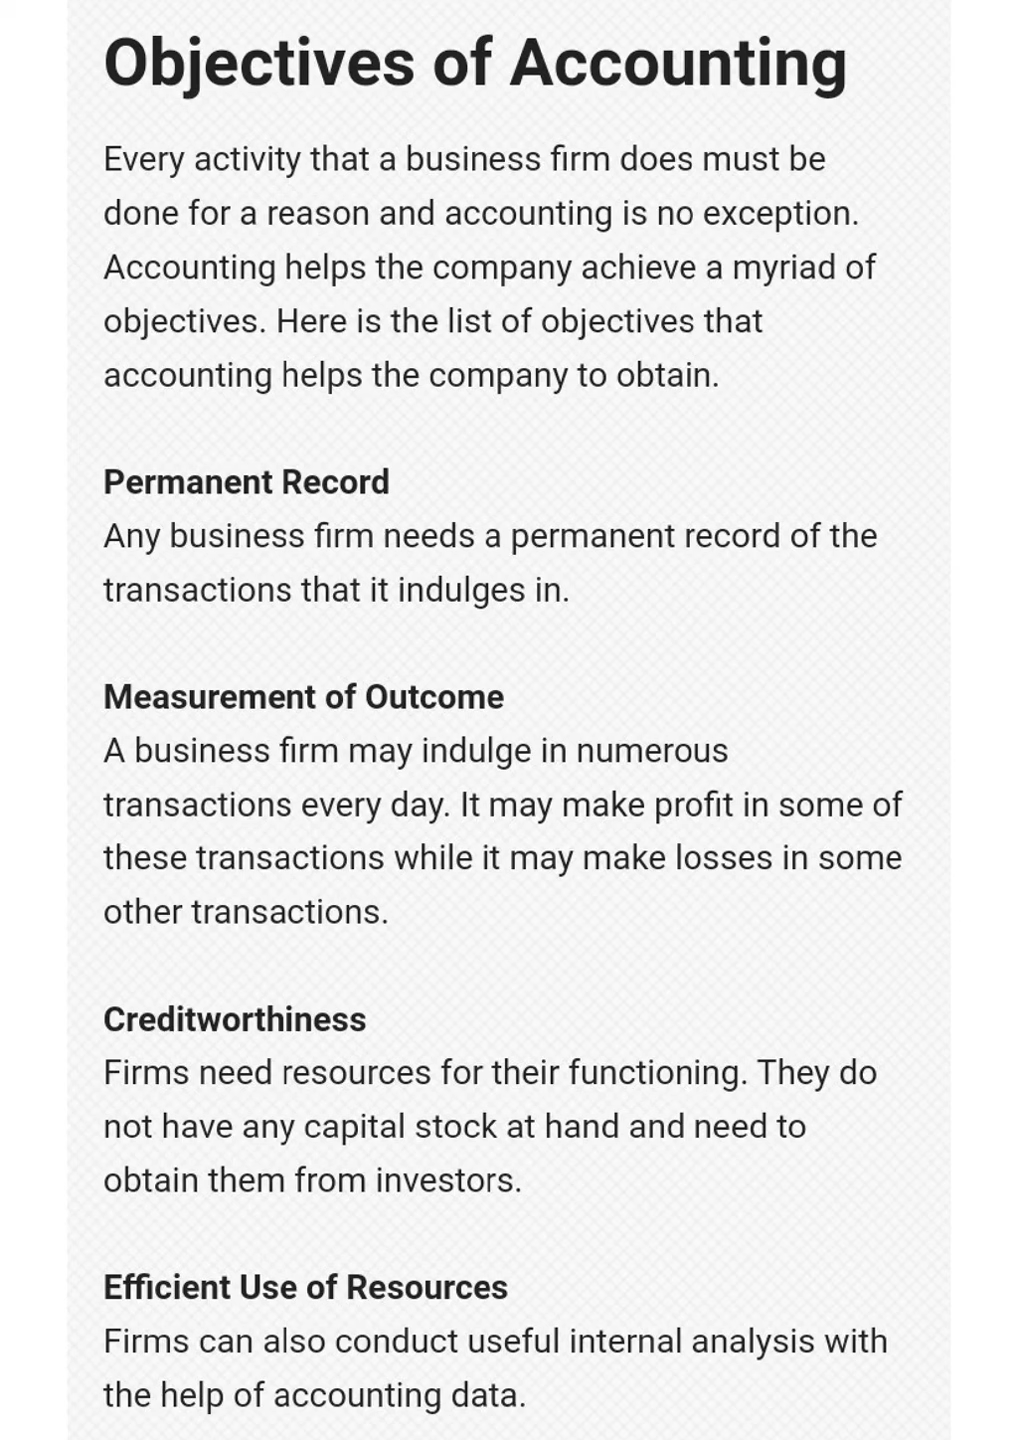 Objectives of Accounting
Every activity that a business firm does must be
done for a reason and accounting is no exception.
Accounting helps the company achieve a myriad of
objectives. Here is the list of objectives that
accounting helps the company to obtain.
Permanent Record
Any business firm needs a permanent record of the
transactions that it indulges in.
Measurement of Outcome
A business firm may indulge in numerous
transactions every day. It may make profit in some of
these transactions while it may make losses in some
other transactions.
Creditworthiness
Firms need resources for their functioning. They do
not have any capital stock at hand and need to
obtain them from investors.
Efficient Use of Resources
Firms can also conduct useful internal analysis with
the help of accounting data.